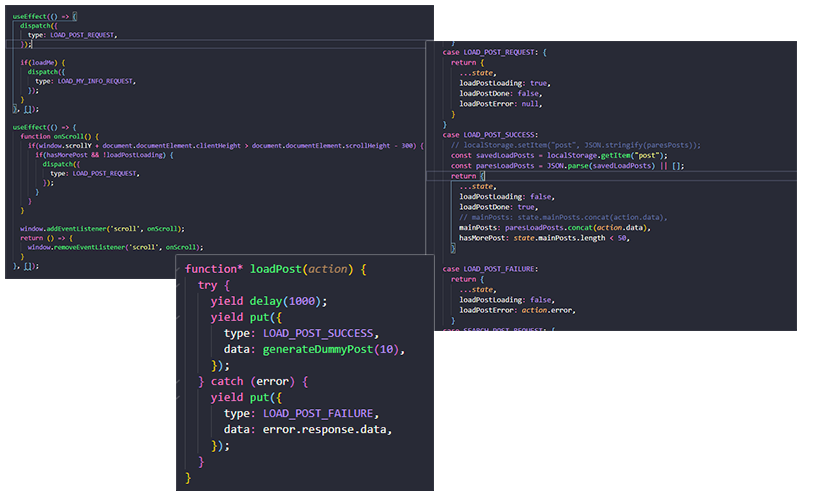 useEffect(() => {
  dispatch({
    type: LOAD_POST_REQUEST,
  });

  if(loadMe) {
    dispatch({
      type: LOAD_MY_INFO_REQUEST,
    });
  }
}, []);

useEffect(() => {
  function onScroll() {
    if(window.scrollY + document.documentElement.clientHeight > document.documentElement.scrollHeight - 300) {
      if(hasMorePost && !loadPostLoading) {
        dispatch({
          type: LOAD_POST_REQUEST,
        });
      }
    }
  }

  window.addEventListener('scroll', onScroll);
  return () => {
    window.removeEventListener('scroll', onScroll);
  }
}, []);
}
case LOAD_POST_REQUEST: {
  return {
    ...state,
    loadPostLoading: true,
    loadPostDone: false,
    loadPostError: null,
  }
}
case LOAD_POST_SUCCESS:
  // localStorage.setItem("post", JSON.stringify(paresPosts));
  const savedLoadPosts = localStorage.getItem("post");
  const paresLoadPosts = JSON.parse(savedLoadPosts) || [];
  return {
    ...state,
    loadPostLoading: false,
    loadPostDone: true,
    // mainPosts: state.mainPosts.concat(action.data),
    mainPosts: paresLoadPosts.concat(action.data),
    hasMorePost: state.mainPosts.length < 50,
  }

case LOAD_POST_FAILURE:
  return {
    ...state,
    loadPostLoading: false,
    loadPostError: action.error,
  }
case SEARCH_POST_REQUEST: {
function* loadPost(action) {
  try {
    yield delay(1000);
    yield put({
      type: LOAD_POST_SUCCESS,
      data: generateDummyPost(10),
    });
  } catch (error) {
    yield put({
      type: LOAD_POST_FAILURE,
      data: error.response.data,
    });
  }
}